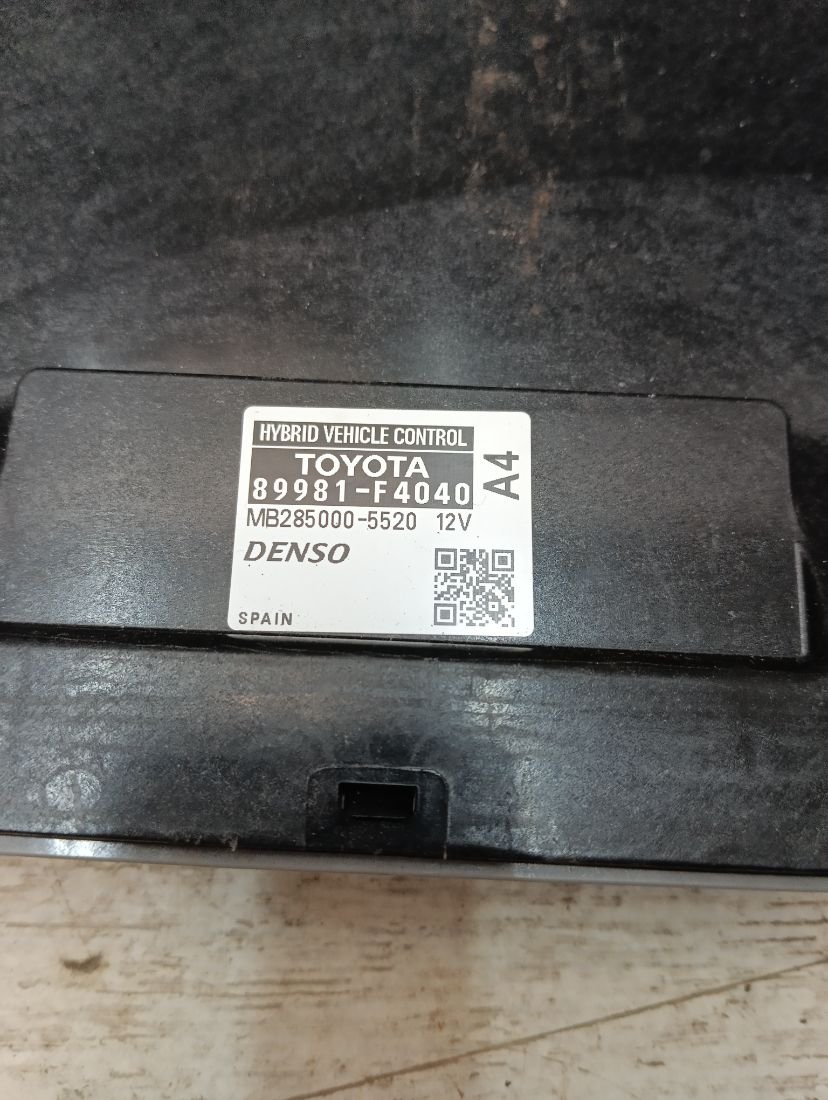 HYBRID VEHICLE CONTROL
TOYOTA
89981-F4040
MB285000-5520 12V
DENSO
SPAIN
A4